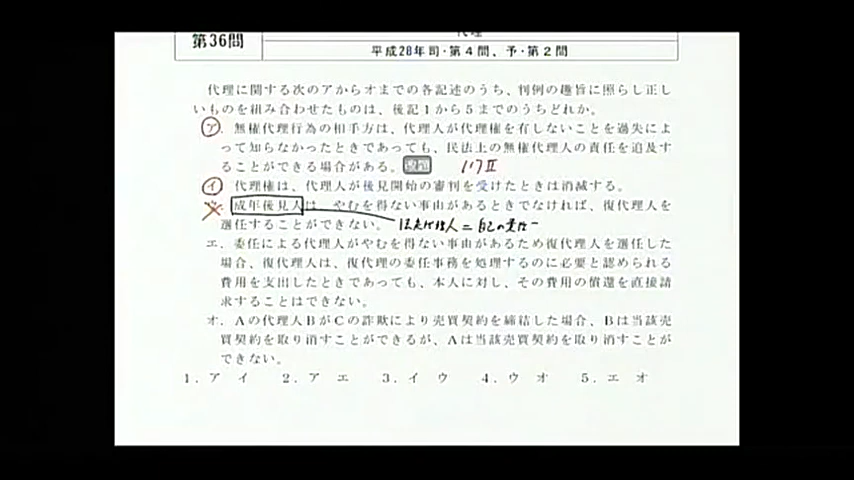 代理
第36問
平成28年司・第4問、予・第2問
代理に関する次のアからオまでの各記述のうち、判例の趣旨に照らし正し
いものを組み合わせたものは、後記1から5までのうちどれか。
ア．無権代理行為の相手方は、代理人が代理権を有しないことを過失によ
って知らなかったときであっても、民法上の無権代理人の責任を追及す
ることができる場合がある。 117Ⅱ
イ．代理権は、代理人が後見開始の審判を受けたときは消滅する。
成年後見人は、やむを得ない事由があるときでなければ、復代理人を
選任することができない。 法定代理人＝自己の責任
エ．委任による代理人がやむを得ない事由があるため復代理人を選任した
場合、復代理人は、復代理の委任事務を処理するのに必要と認められる
費用を支出したときであっても、本人に対し、その費用の償還を直接請
求することはできない。
オ．Aの代理人BがCの詐欺により売買契約を締結した場合、Bは当該売
買契約を取り消すことができるが、Aは当該売買契約を取り消すことが
できない。
1．ア イ 2．ア エ 3．イ ウ 4．ウ オ 5．エ オ